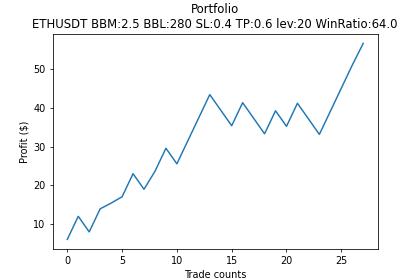 Portfolio
ETHUSDT BBM:2.5 BBL:280 SL:0.4 TP:0.6 lev:20 WinRatio:64.0
50
40
30
20
10
Profit ($)
0 5 10 15 20 25
Trade counts